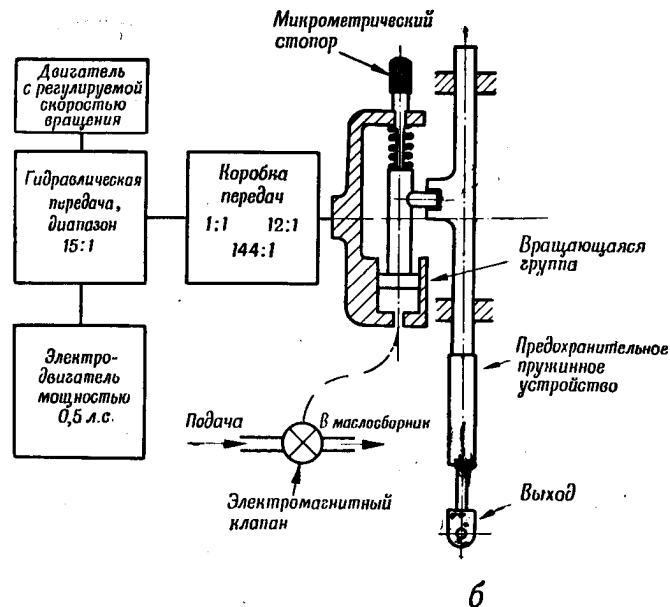 Микрометрический
стопор
Двигатель
с регулируемой
скоростью
вращения
Гидравлическая
передача,
диапазон
15:1
Коробка
передач
1:1 12:1
144:1
Вращающаяся
группа
Электро-
двигатель
мощностью
0,5 л.с.
Предохранительное
пружинное
устройство
Подача
В маслосборник
Электромагнитный
клапан
Выход
б